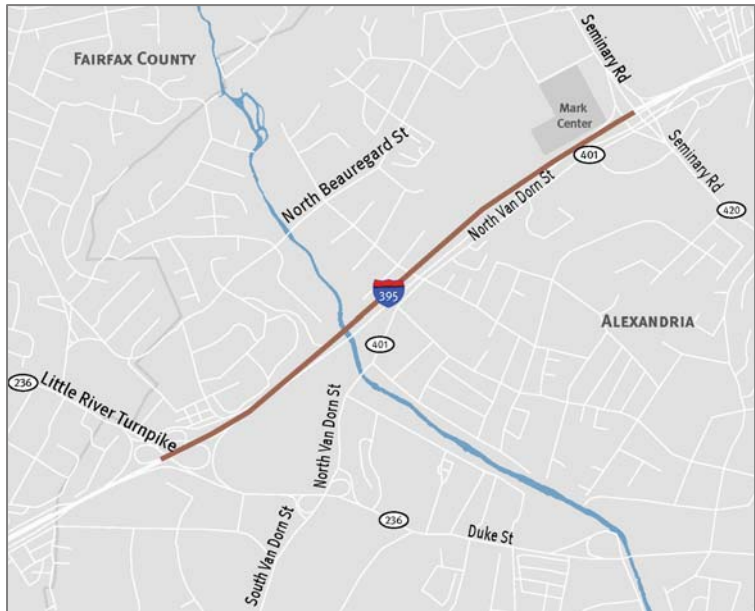 Seminary Rd
FAIRFAX COUNTY
Mark
Center
401
North Beauregard St
Seminary Rd
North Van Dorn St
420
395
ALEXANDRIA
401
236
Little River Turnpike
North Van Dorn St
236
Duke St
South Van Dorn St